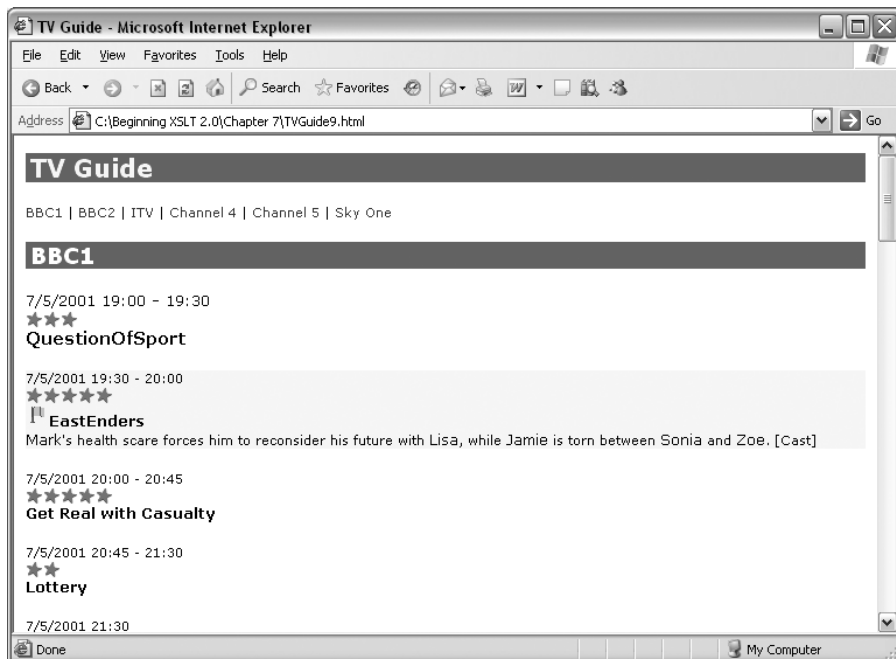 TV Guide - Microsoft Internet Explorer
File Edit View Favorites Tools Help
Back Search Favorites
Address C:\Beginning XSLT 2.0\Chapter 7\TVGuide9.html Go
TV Guide
BBC1 | BBC2 | ITV | Channel 4 | Channel 5 | Sky One
BBC1
7/5/2001 19:00 - 19:30
QuestionOfSport
7/5/2001 19:30 - 20:00
EastEnders
Mark's health scare forces him to reconsider his future with Lisa, while Jamie is torn between Sonia and Zoe. [Cast]
7/5/2001 20:00 - 20:45
Get Real with Casualty
7/5/2001 20:45 - 21:30
Lottery
7/5/2001 21:30
Done My Computer